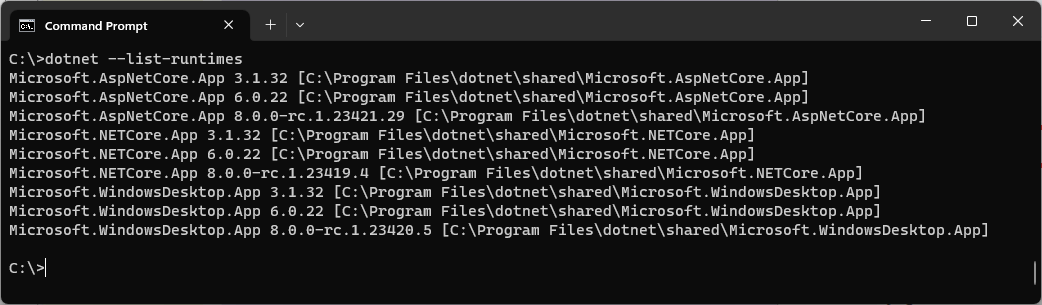 Command Prompt
C:\>dotnet --list-runtimes
Microsoft.AspNetCore.App 3.1.32 [C:\Program Files\dotnet\shared\Microsoft.AspNetCore.App]
Microsoft.AspNetCore.App 6.0.22 [C:\Program Files\dotnet\shared\Microsoft.AspNetCore.App]
Microsoft.AspNetCore.App 8.0.0-rc.1.23421.29 [C:\Program Files\dotnet\shared\Microsoft.AspNetCore.App]
Microsoft.NETCore.App 3.1.32 [C:\Program Files\dotnet\shared\Microsoft.NETCore.App]
Microsoft.NETCore.App 6.0.22 [C:\Program Files\dotnet\shared\Microsoft.NETCore.App]
Microsoft.NETCore.App 8.0.0-rc.1.23419.4 [C:\Program Files\dotnet\shared\Microsoft.NETCore.App]
Microsoft.WindowsDesktop.App 3.1.32 [C:\Program Files\dotnet\shared\Microsoft.WindowsDesktop.App]
Microsoft.WindowsDesktop.App 6.0.22 [C:\Program Files\dotnet\shared\Microsoft.WindowsDesktop.App]
Microsoft.WindowsDesktop.App 8.0.0-rc.1.23420.5 [C:\Program Files\dotnet\shared\Microsoft.WindowsDesktop.App]
C:\>